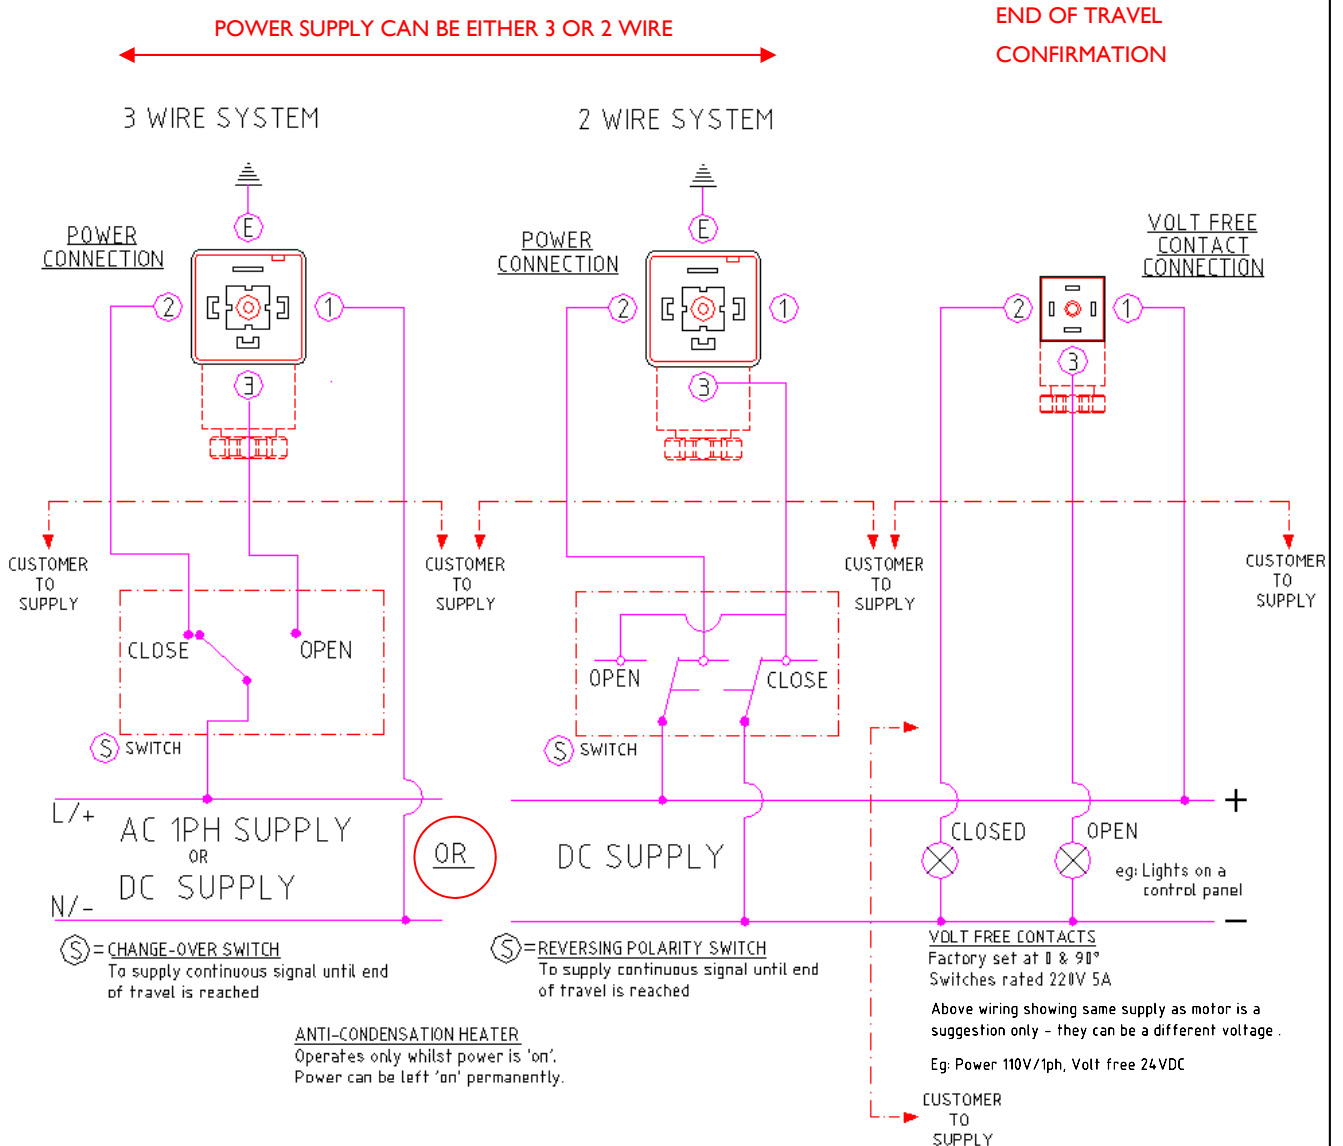 POWER SUPPLY CAN BE EITHER 3 OR 2 WIRE
END OF TRAVEL
CONFIRMATION
3 WIRE SYSTEM
2 WIRE SYSTEM
E
POWER
CONNECTION
2
1
3
E
POWER
CONNECTION
2
1
3
VOLT FREE
CONTACT
CONNECTION
2
1
3
CUSTOMER
TO
SUPPLY
CUSTOMER
TO
SUPPLY
CUSTOMER
TO
SUPPLY
CUSTOMER
TO
SUPPLY
CLOSE
OPEN
S SWITCH
OPEN
CLOSE
S SWITCH
L/+
AC 1PH SUPPLY
OR
DC SUPPLY
N/-
OR
DC SUPPLY
+
CLOSED
OPEN
eg: Lights on a
control panel
−
S = CHANGE-OVER SWITCH
To supply continuous signal until end
of travel is reached
S = REVERSING POLARITY SWITCH
To supply continuous signal until end
of travel is reached
VOLT FREE CONTACTS
Factory set at 0 & 90°
Switches rated 220V 5A
Above wiring showing same supply as motor is a
suggestion only - they can be a different voltage .
Eg: Power 110V/1ph, Volt free 24VDC
ANTI-CONDENSATION HEATER
Operates only whilst power is 'on'.
Power can be left 'on' permanently.
CUSTOMER
TO
SUPPLY